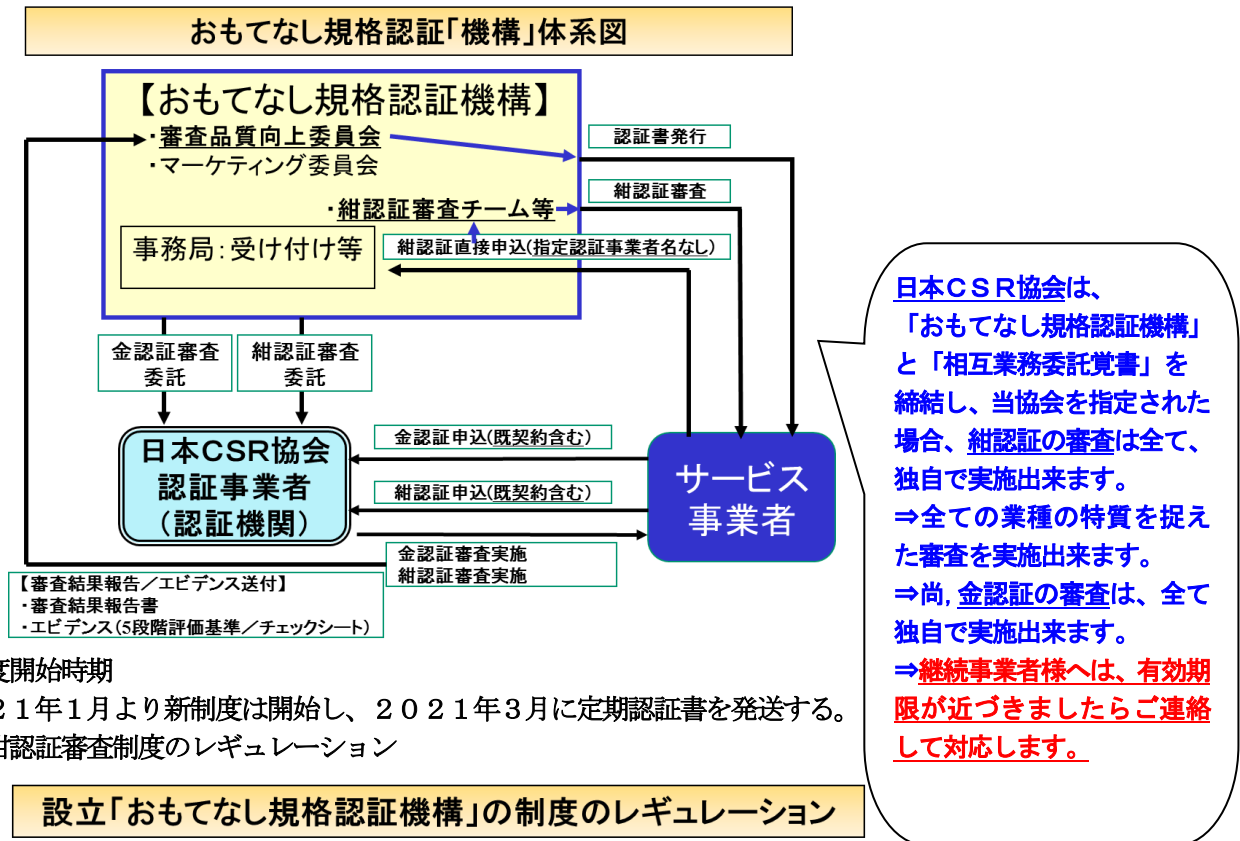 おもてなし規格認証「機構」体系図
【おもてなし規格認証機構】
・審査品質向上委員会
・マーケティング委員会
・紺認証審査チーム等
事務局:受け付け等
認証書発行
紺認証審査
紺認証直接申込(指定認証事業者名なし)
金認証審査
委託
紺認証審査
委託
日本CSR協会
認証事業者
(認証機関)
金認証申込(既契約含む)
紺認証申込(既契約含む)
サービス
事業者
金認証審査実施
紺認証審査実施
【審査結果報告/エビデンス送付】
・審査結果報告書
・エビデンス(5段階評価基準/チェックシート)
日本CSR協会は、
「おもてなし規格認証機構」
と「相互業務委託覚書」を
締結し、当協会を指定された
場合、紺認証の審査は全て、
独自で実施出来ます。
⇒全ての業種の特質を捉え
た審査を実施出来ます。
⇒尚,金認証の審査は、全て
独自で実施出来ます。
⇒継続事業者様へは、有効期
限が近づきましたらご連絡
して対応します。
度開始時期
21年1月より新制度は開始し、2021年3月に定期認証書を発送する。
紺認証審査制度のレギュレーション
設立「おもてなし規格認証機構」の制度のレギュレーション